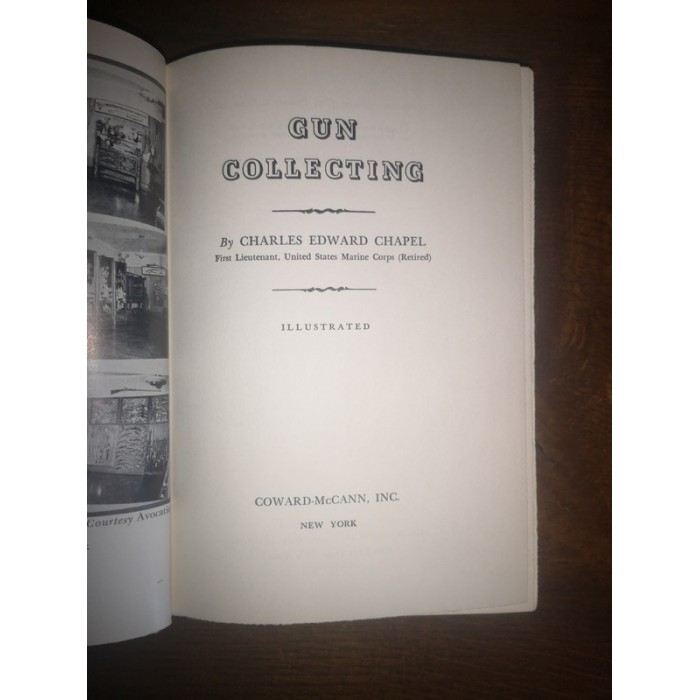 GUN
COLLECTING
By CHARLES EDWARD CHAPEL
First Lieutenant, United States Marine Corps (Retired)
ILLUSTRATED
COWARD-McCANN, INC.
NEW YORK
Courtesy